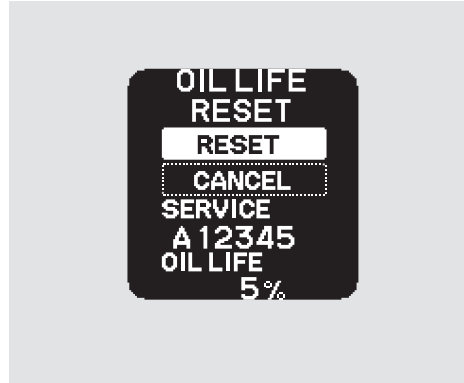 OIL LIFE
RESET
RESET
CANCEL
SERVICE
A12345
OIL LIFE
5%